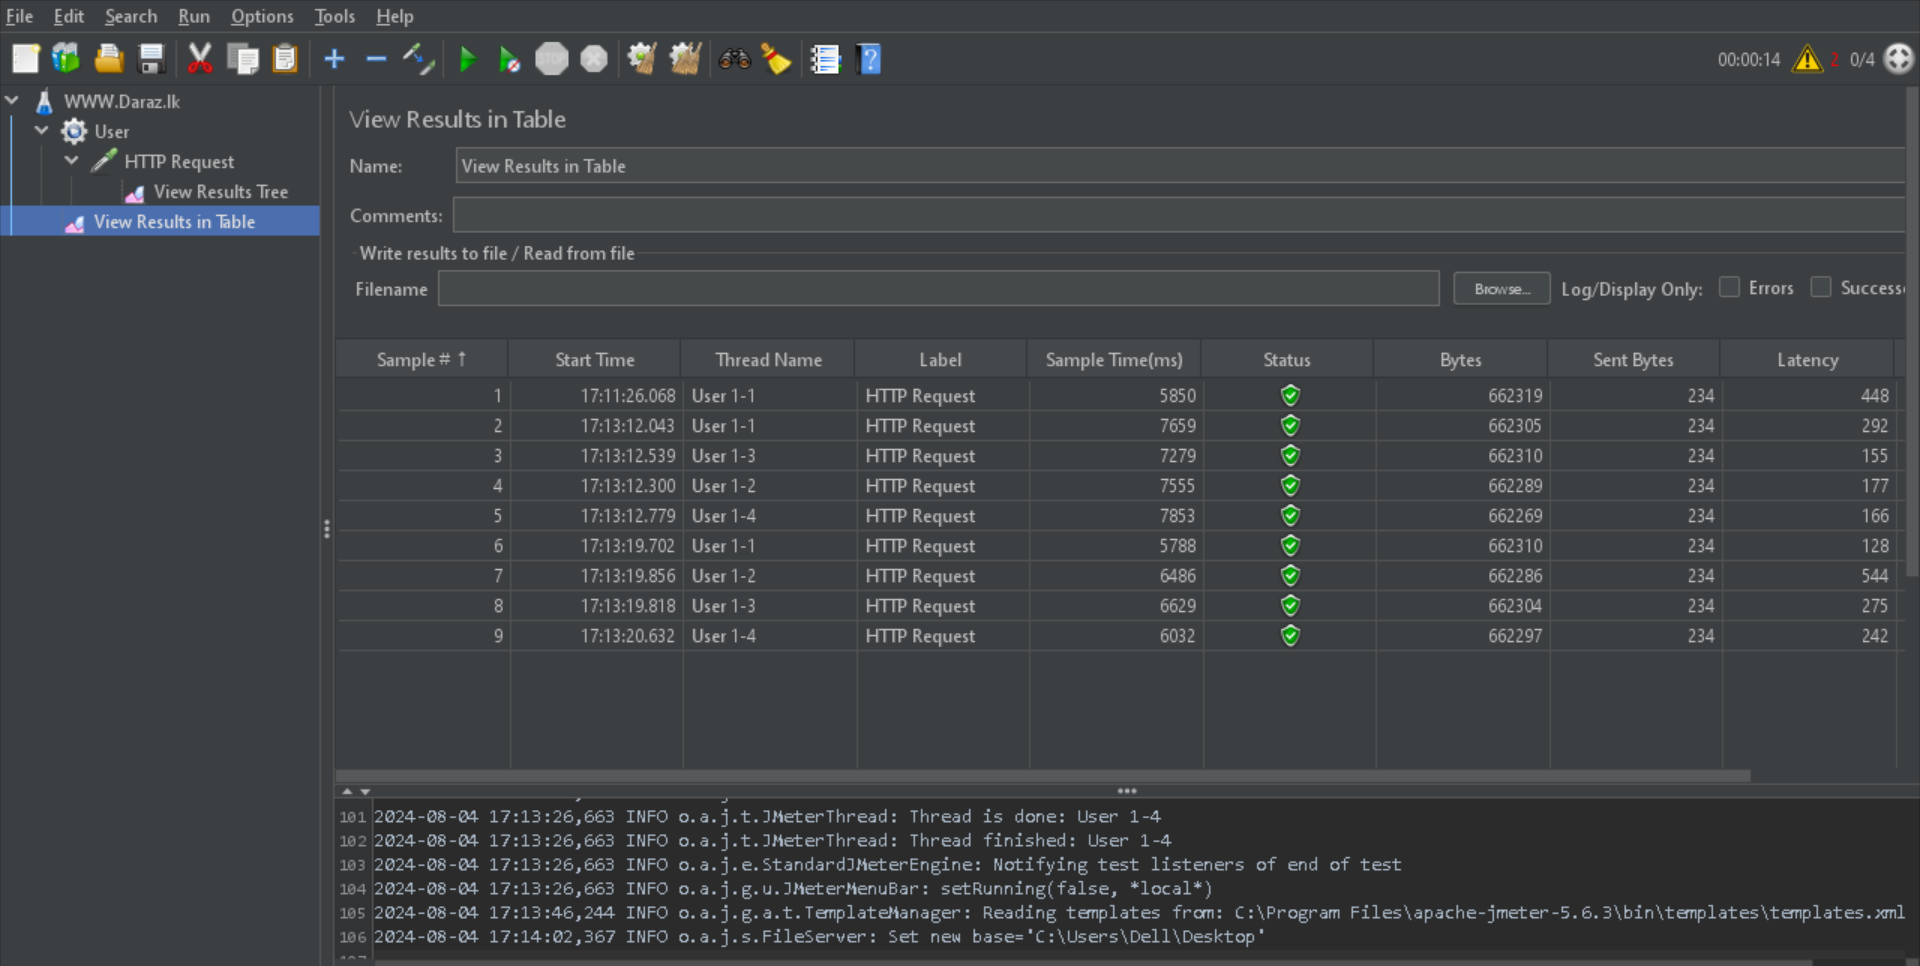 File Edit Search Run Options Tools Help
STOP
00:00:14 2 0/4
WWW.Daraz.lk
User
HTTP Request
View Results Tree
View Results in Table
View Results in Table
Name: View Results in Table
Comments:
Write results to file / Read from file
Filename Browse... Log/Display Only: Errors Success
Sample # ↑ Start Time Thread Name Label Sample Time(ms) Status Bytes Sent Bytes Latency
1 17:11:26.068 User 1-1 HTTP Request 5850 662319 234 448
2 17:13:12.043 User 1-1 HTTP Request 7659 662305 234 292
3 17:13:12.539 User 1-3 HTTP Request 7279 662310 234 155
4 17:13:12.300 User 1-2 HTTP Request 7555 662289 234 177
5 17:13:12.779 User 1-4 HTTP Request 7853 662269 234 166
6 17:13:19.702 User 1-1 HTTP Request 5788 662310 234 128
7 17:13:19.856 User 1-2 HTTP Request 6486 662286 234 544
8 17:13:19.818 User 1-3 HTTP Request 6629 662304 234 275
9 17:13:20.632 User 1-4 HTTP Request 6032 662297 234 242
101 2024-08-04 17:13:26,663 INFO o.a.j.t.JMeterThread: Thread is done: User 1-4
102 2024-08-04 17:13:26,663 INFO o.a.j.t.JMeterThread: Thread finished: User 1-4
103 2024-08-04 17:13:26,663 INFO o.a.j.e.StandardJMeterEngine: Notifying test listeners of end of test
104 2024-08-04 17:13:26,663 INFO o.a.j.g.u.JMeterMenuBar: setRunning(false, *local*)
105 2024-08-04 17:13:46,244 INFO o.a.j.g.a.t.TemplateManager: Reading templates from: C:\Program Files\apache-jmeter-5.6.3\bin\templates\templates.xml
106 2024-08-04 17:14:02,367 INFO o.a.j.s.FileServer: Set new base='C:\Users\Dell\Desktop'